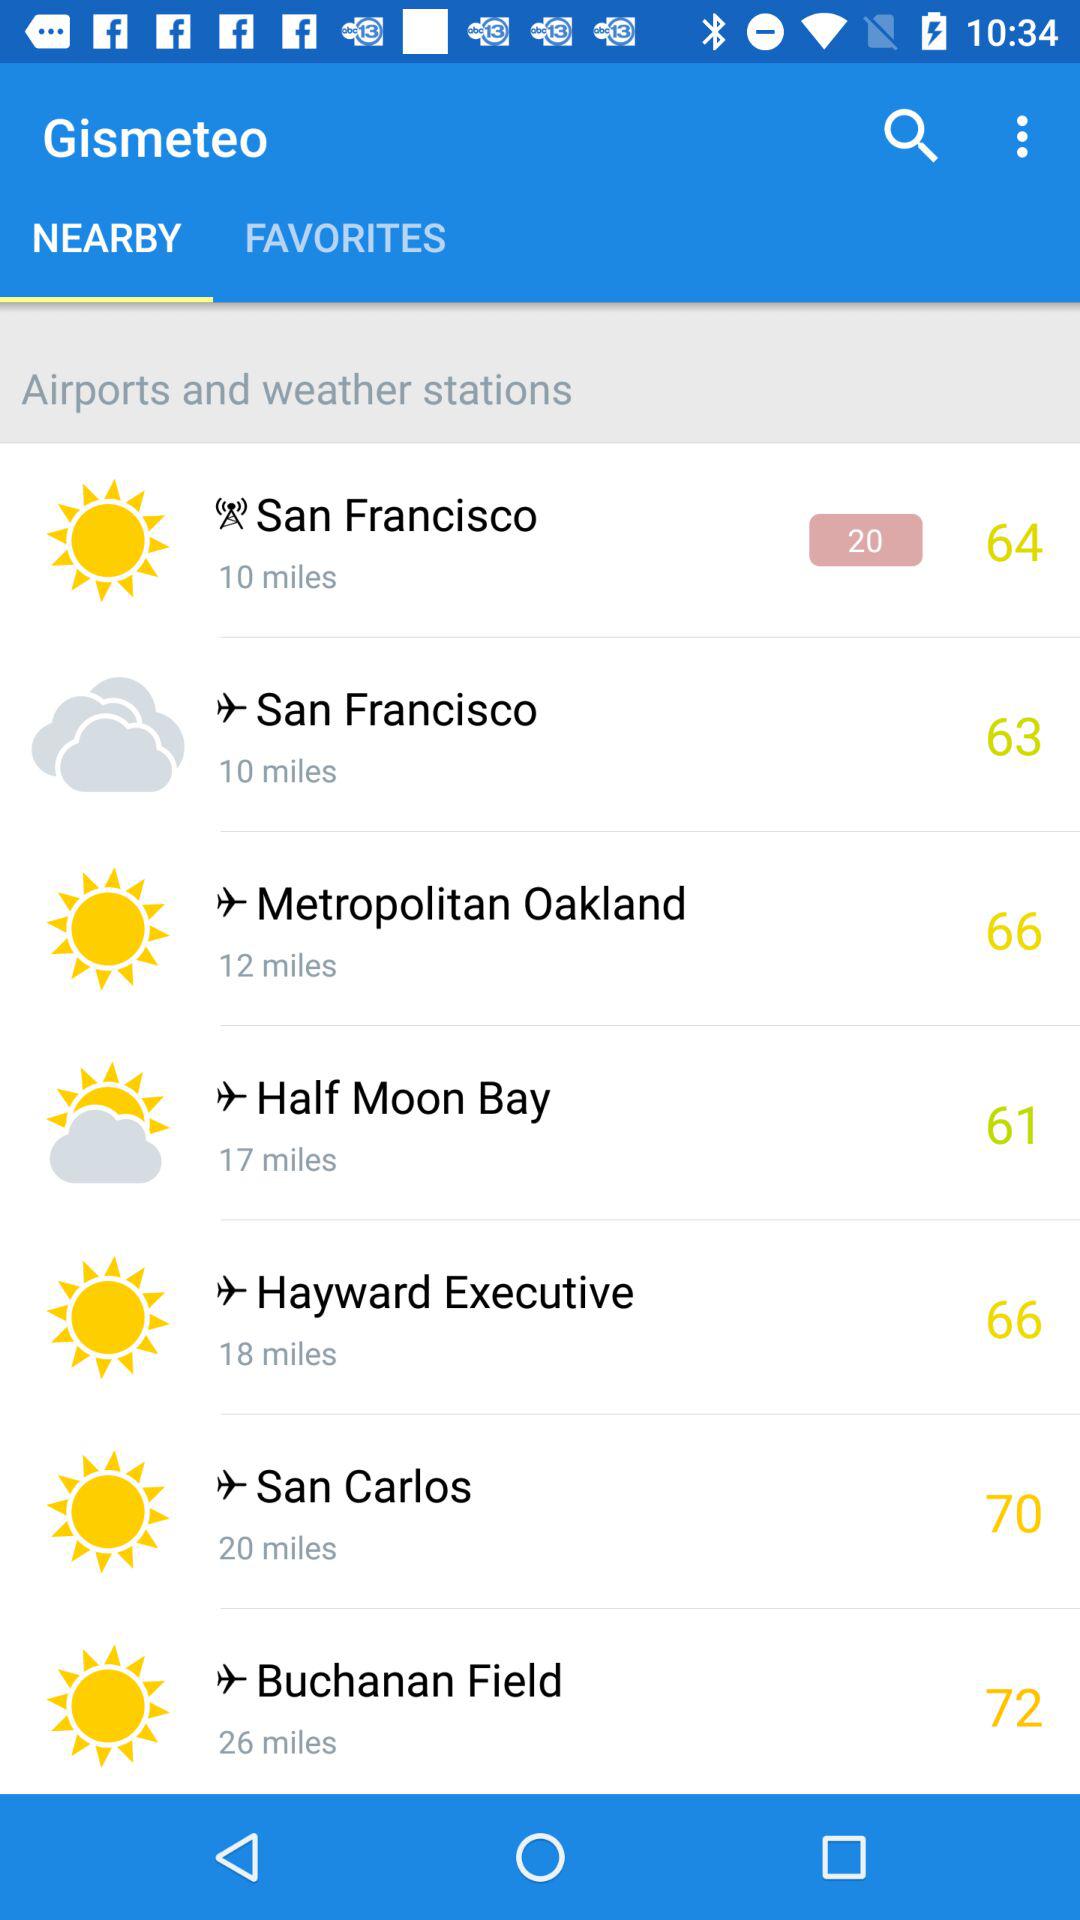 10:34
Gismeteo
NEARBY FAVORITES
Airports and weather stations
San Francisco
10 miles
20
64
San Francisco
10 miles
63
Metropolitan Oakland
12 miles
66
Half Moon Bay
17 miles
61
Hayward Executive
18 miles
66
San Carlos
20 miles
70
Buchanan Field
26 miles
72